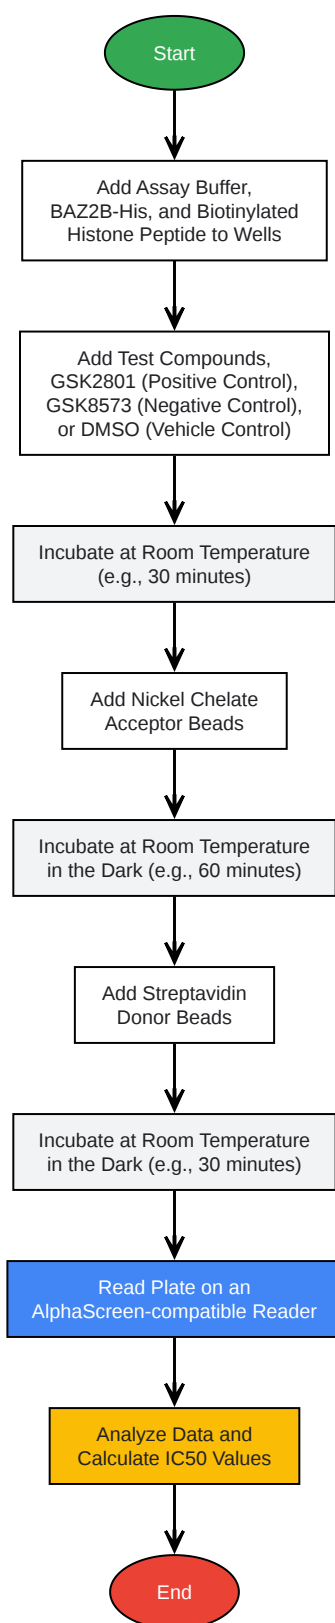 Start
Add Assay Buffer,
BAZ2B-His, and Biotinylated
Histone Peptide to Wells
Add Test Compounds,
GSK2801 (Positive Control),
GSK8573 (Negative Control),
or DMSO (Vehicle Control)
Incubate at Room Temperature
(e.g., 30 minutes)
Add Nickel Chelate
Acceptor Beads
Incubate at Room Temperature
in the Dark (e.g., 60 minutes)
Add Streptavidin
Donor Beads
Incubate at Room Temperature
in the Dark (e.g., 30 minutes)
Read Plate on an
AlphaScreen-compatible Reader
Analyze Data and
Calculate IC50 Values
End